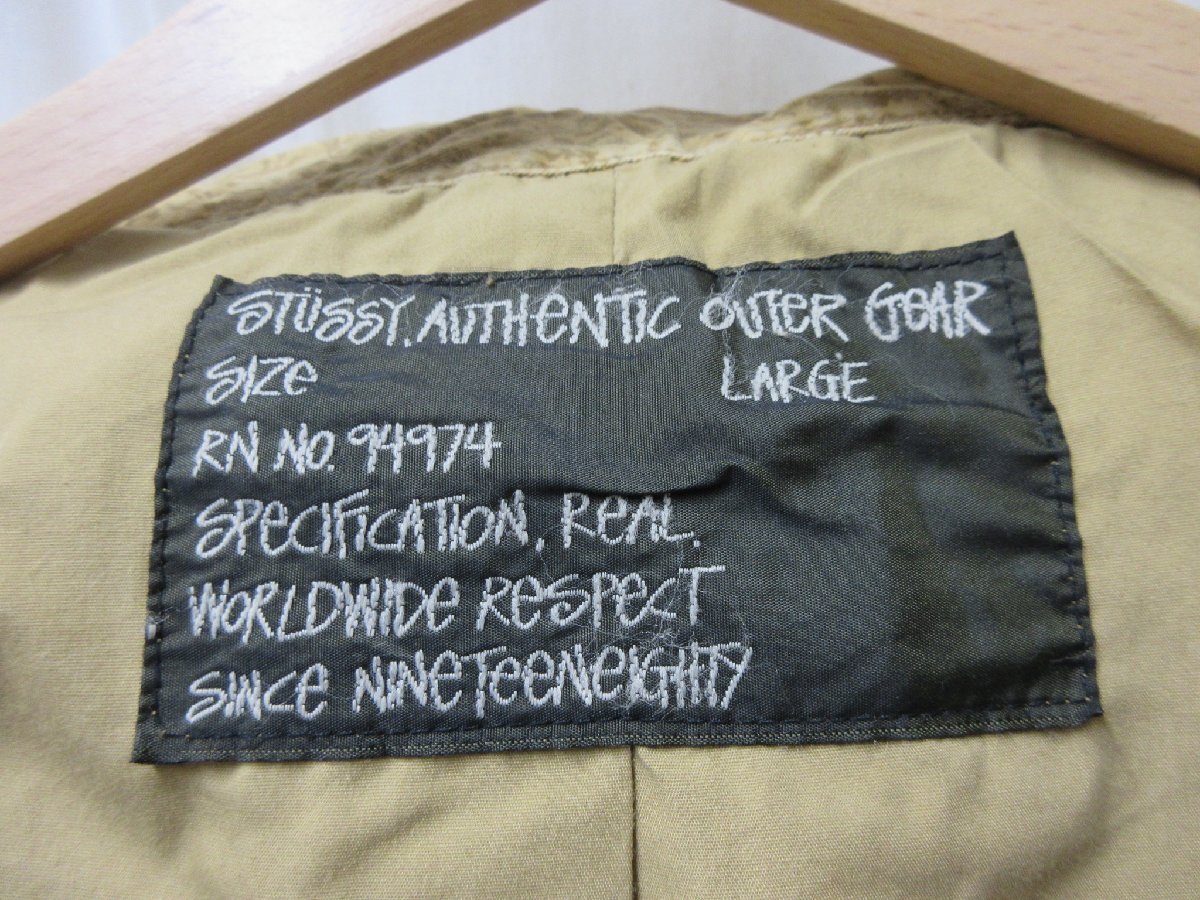 STÜSSY. AUTHENTIC OUTER GEAR
SIZE LARGE
RN NO. 94974
SPECIFICATION. REAL.
WORLDWIDE RESPECT
SINCE NINETEENEIGHTY